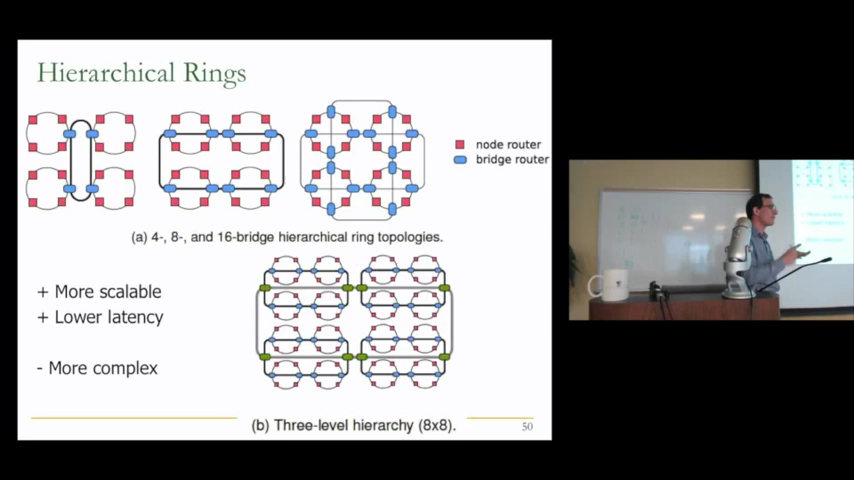 Hierarchical Rings
node router
bridge router
(a) 4-, 8-, and 16-bridge hierarchical ring topologies.
+ More scalable
+ Lower latency
- More complex
(b) Three-level hierarchy (8x8).
50